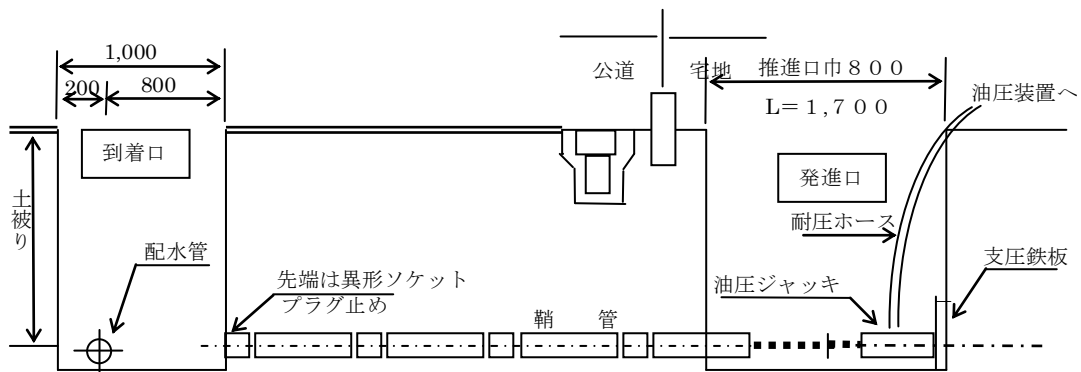 1,000
200
800
公道
宅地
推進口巾８００
L＝１,７００
油圧装置へ
到着口
発進口
土被り
耐圧ホース
配水管
支圧鉄板
先端は異形ソケット
プラグ止め
油圧ジャッキ
鞘　管